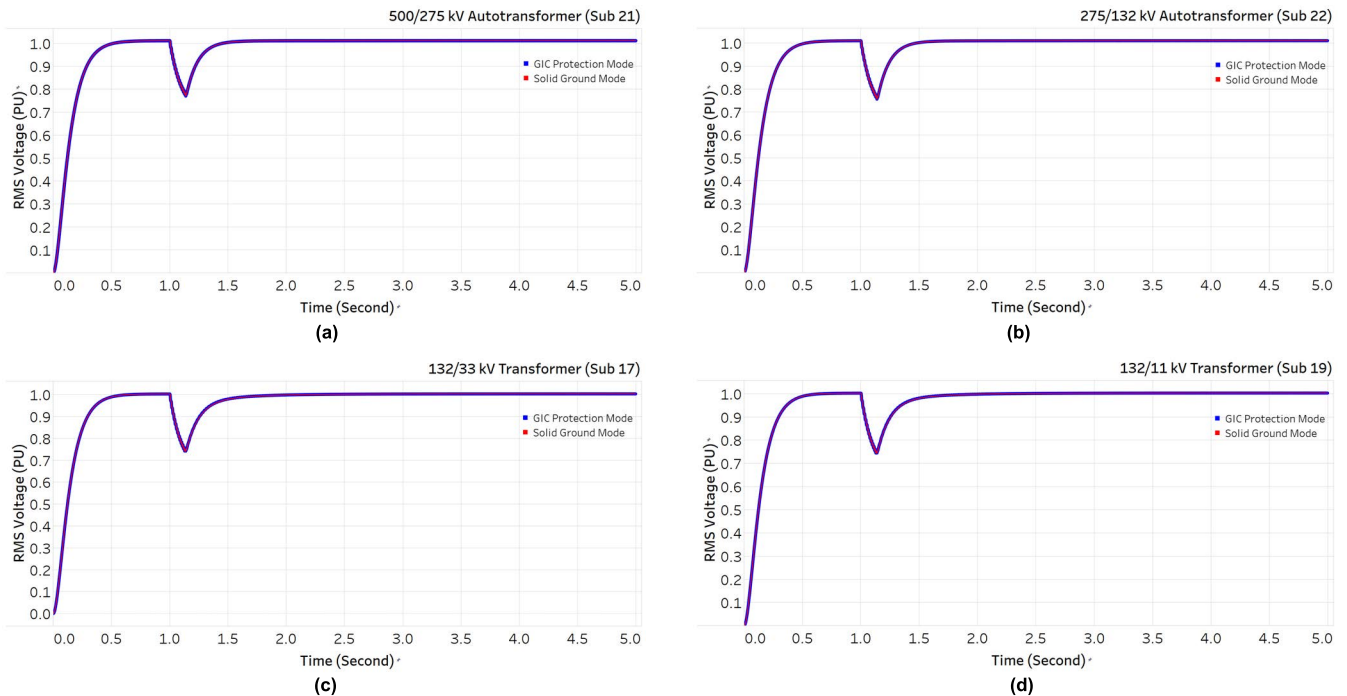 500/275 kV Autotransformer (Sub 21)
1.0
0.9
0.8
0.7
0.6
0.5
0.4
0.3
0.2
0.1
RMS Voltage (PU)
GIC Protection Mode
Solid Ground Mode
0.0 0.5 1.0 1.5 2.0 2.5 3.0 3.5 4.0 4.5 5.0
Time (Second)
(a)
275/132 kV Autotransformer (Sub 22)
1.0
0.9
0.8
0.7
0.6
0.5
0.4
0.3
0.2
0.1
RMS Voltage (PU)
GIC Protection Mode
Solid Ground Mode
0.0 0.5 1.0 1.5 2.0 2.5 3.0 3.5 4.0 4.5 5.0
Time (Second)
(b)
132/33 kV Transformer (Sub 17)
1.0
0.9
0.8
0.7
0.6
0.5
0.4
0.3
0.2
0.1
0.0
RMS Voltage (PU)
GIC Protection Mode
Solid Ground Mode
0.0 0.5 1.0 1.5 2.0 2.5 3.0 3.5 4.0 4.5 5.0
Time (Second)
(c)
132/11 kV Transformer (Sub 19)
1.0
0.9
0.8
0.7
0.6
0.5
0.4
0.3
0.2
0.1
RMS Voltage (PU)
GIC Protection Mode
Solid Ground Mode
0.0 0.5 1.0 1.5 2.0 2.5 3.0 3.5 4.0 4.5 5.0
Time (Second)
(d)